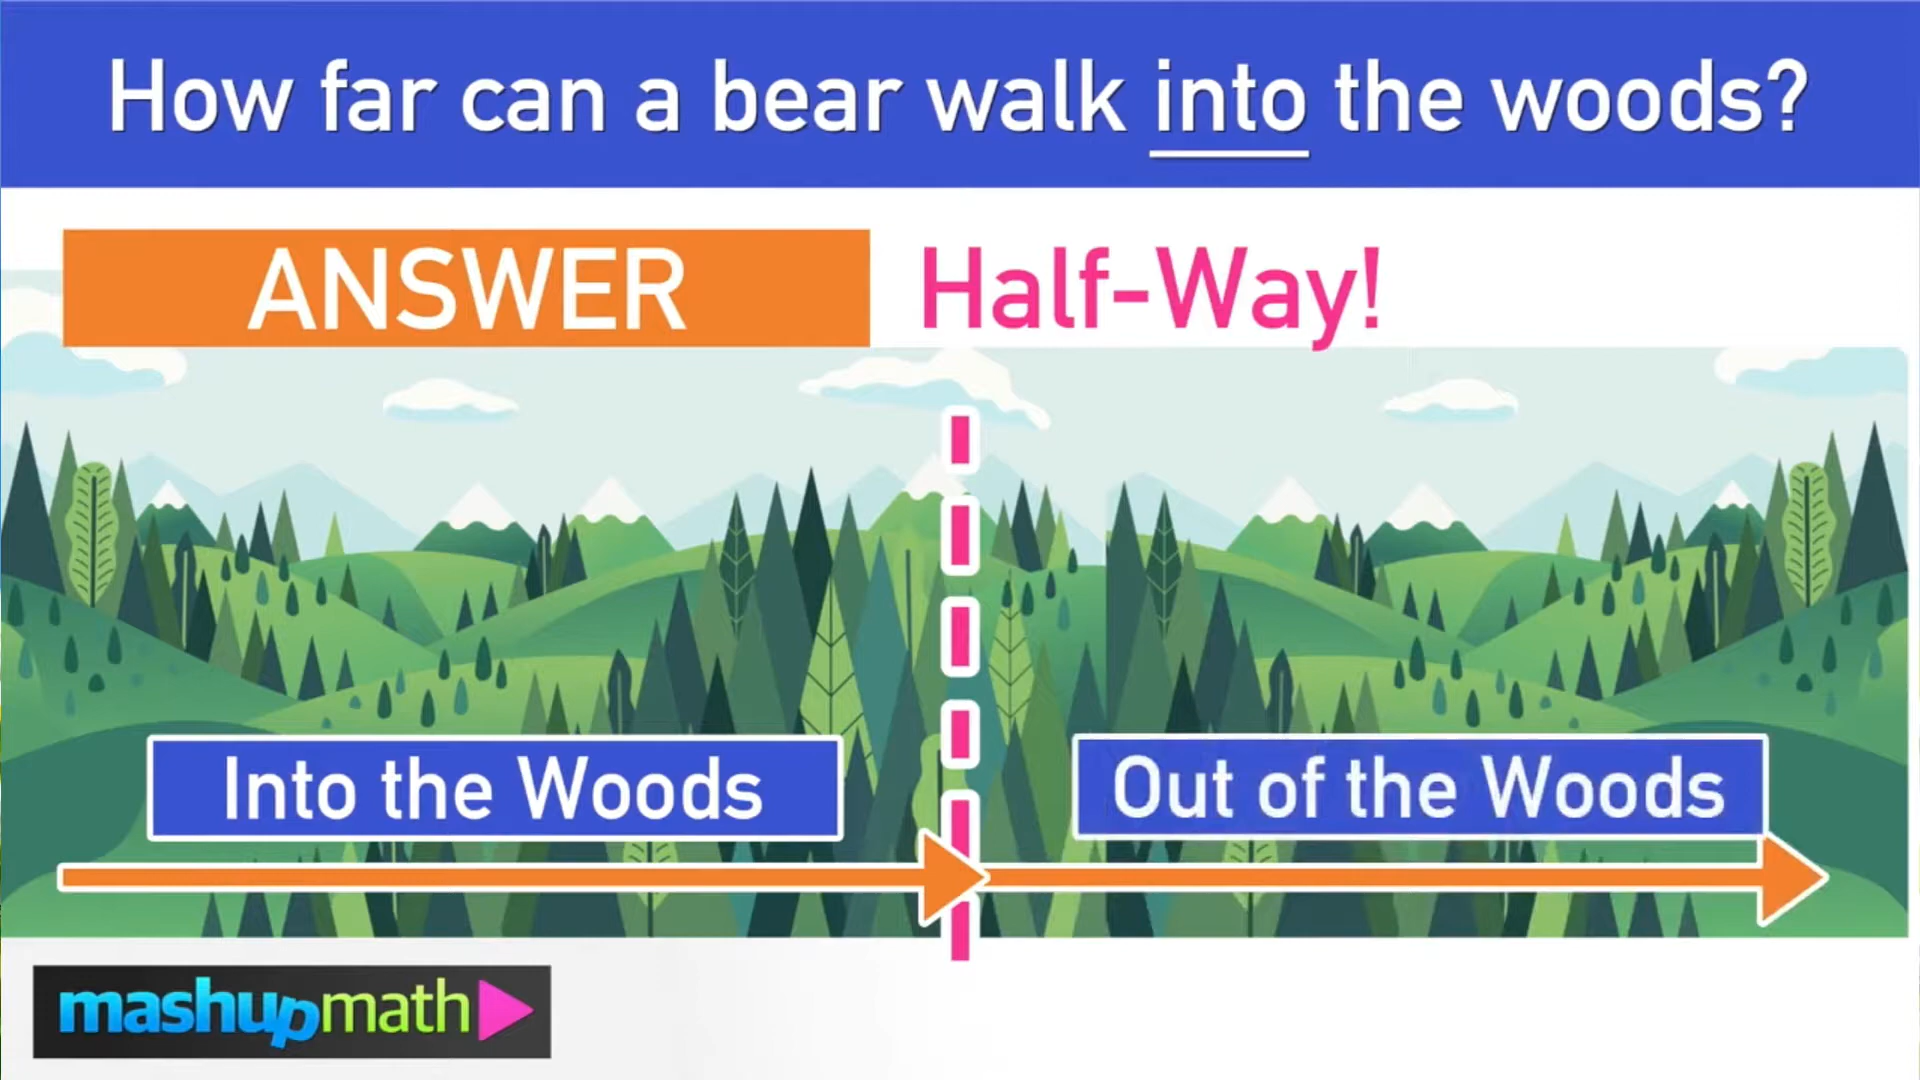 How far can a bear walk into the woods?
ANSWER
Half-Way!
Into the Woods
Out of the Woods
mashupmath